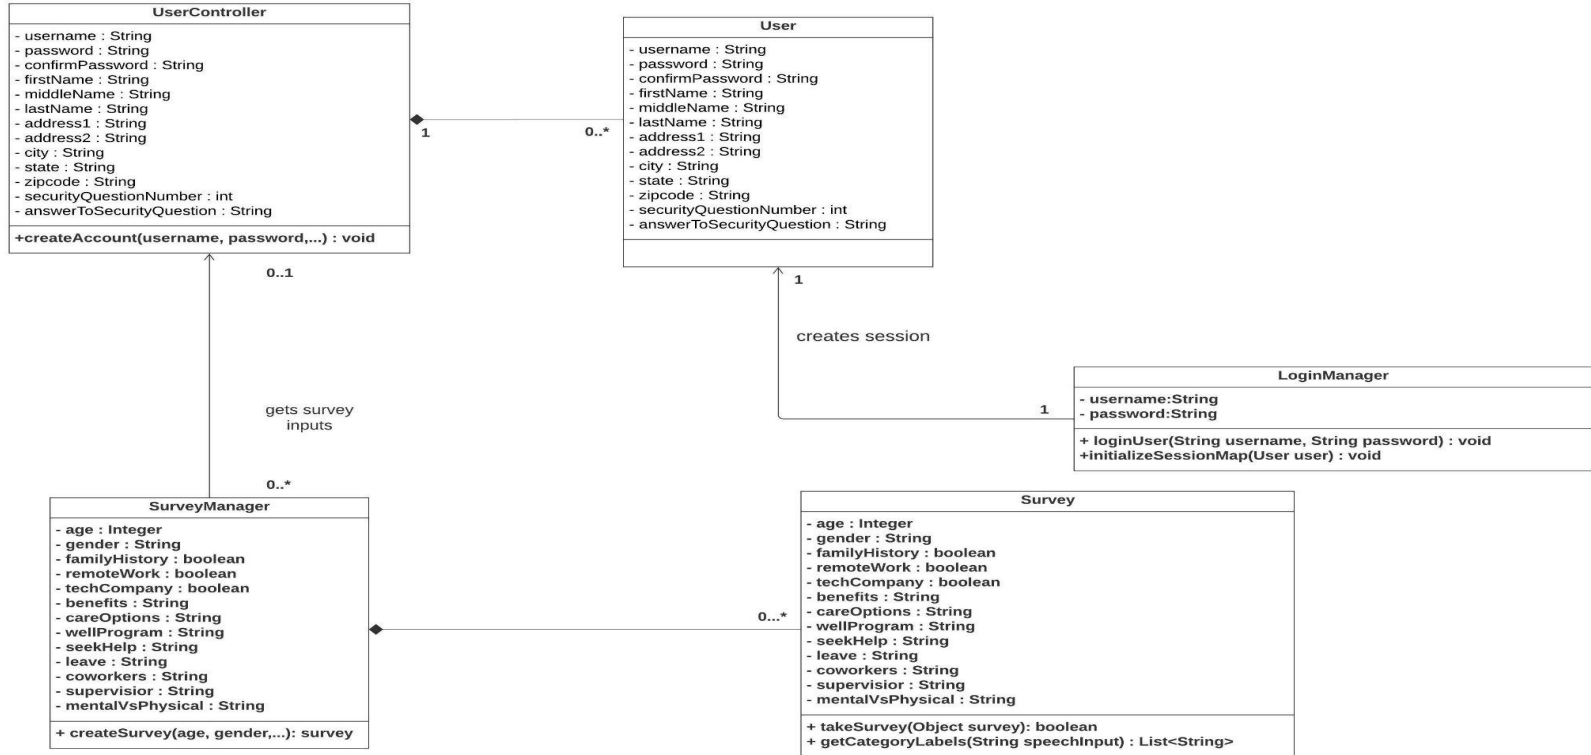 UserController
- username : String
- password : String
- confirmPassword : String
- firstName : String
- middleName : String
- lastName : String
- address1 : String
- address2 : String
- city : String
- state : String
- zipcode : String
- securityQuestionNumber : int
- answerToSecurityQuestion : String
+createAccount(username, password,...) : void
1
0..*
User
- username : String
- password : String
- confirmPassword : String
- firstName : String
- middleName : String
- lastName : String
- address1 : String
- address2 : String
- city : String
- state : String
- zipcode : String
- securityQuestionNumber : int
- answerToSecurityQuestion : String
0..1
gets survey
inputs
0..*
1
creates session
1
LoginManager
- username:String
- password:String
+ loginUser(String username, String password) : void
+initializeSessionMap(User user) : void
SurveyManager
- age : Integer
- gender : String
- familyHistory : boolean
- remoteWork : boolean
- techCompany : boolean
- benefits : String
- careOptions : String
- wellProgram : String
- seekHelp : String
- leave : String
- coworkers : String
- supervisior : String
- mentalVsPhysical : String
+ createSurvey(age, gender,...): survey
0...*
Survey
- age : Integer
- gender : String
- familyHistory : boolean
- remoteWork : boolean
- techCompany : boolean
- benefits : String
- careOptions : String
- wellProgram : String
- seekHelp : String
- leave : String
- coworkers : String
- supervisior : String
- mentalVsPhysical : String
+ takeSurvey(Object survey): boolean
+ getCategoryLabels(String speechInput) : List<String>